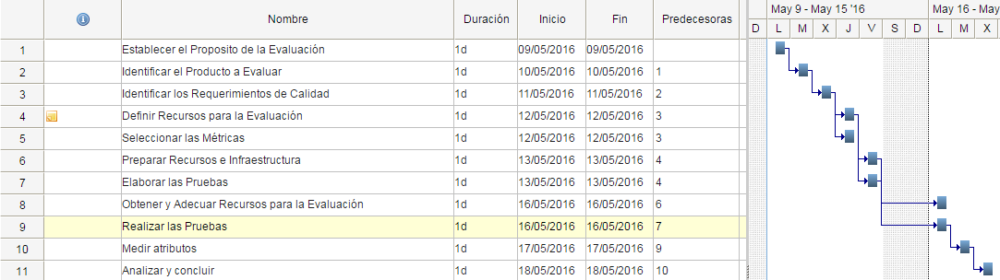 May 9 - May 15 '16 May 16 - May
Nombre Duración Inicio Fin Predecesoras D L M X J V S D L M X
1 Establecer el Proposito de la Evaluación 1d 09/05/2016 09/05/2016
2 Identificar el Producto a Evaluar 1d 10/05/2016 10/05/2016 1
3 Identificar los Requerimientos de Calidad 1d 11/05/2016 11/05/2016 2
4 Definir Recursos para la Evaluación 1d 12/05/2016 12/05/2016 3
5 Seleccionar las Métricas 1d 12/05/2016 12/05/2016 3
6 Preparar Recursos e Infraestructura 1d 13/05/2016 13/05/2016 4
7 Elaborar las Pruebas 1d 13/05/2016 13/05/2016 4
8 Obtener y Adecuar Recursos para la Evaluación 1d 16/05/2016 16/05/2016 6
9 Realizar las Pruebas 1d 16/05/2016 16/05/2016 7
10 Medir atributos 1d 17/05/2016 17/05/2016 9
11 Analizar y concluir 1d 18/05/2016 18/05/2016 10